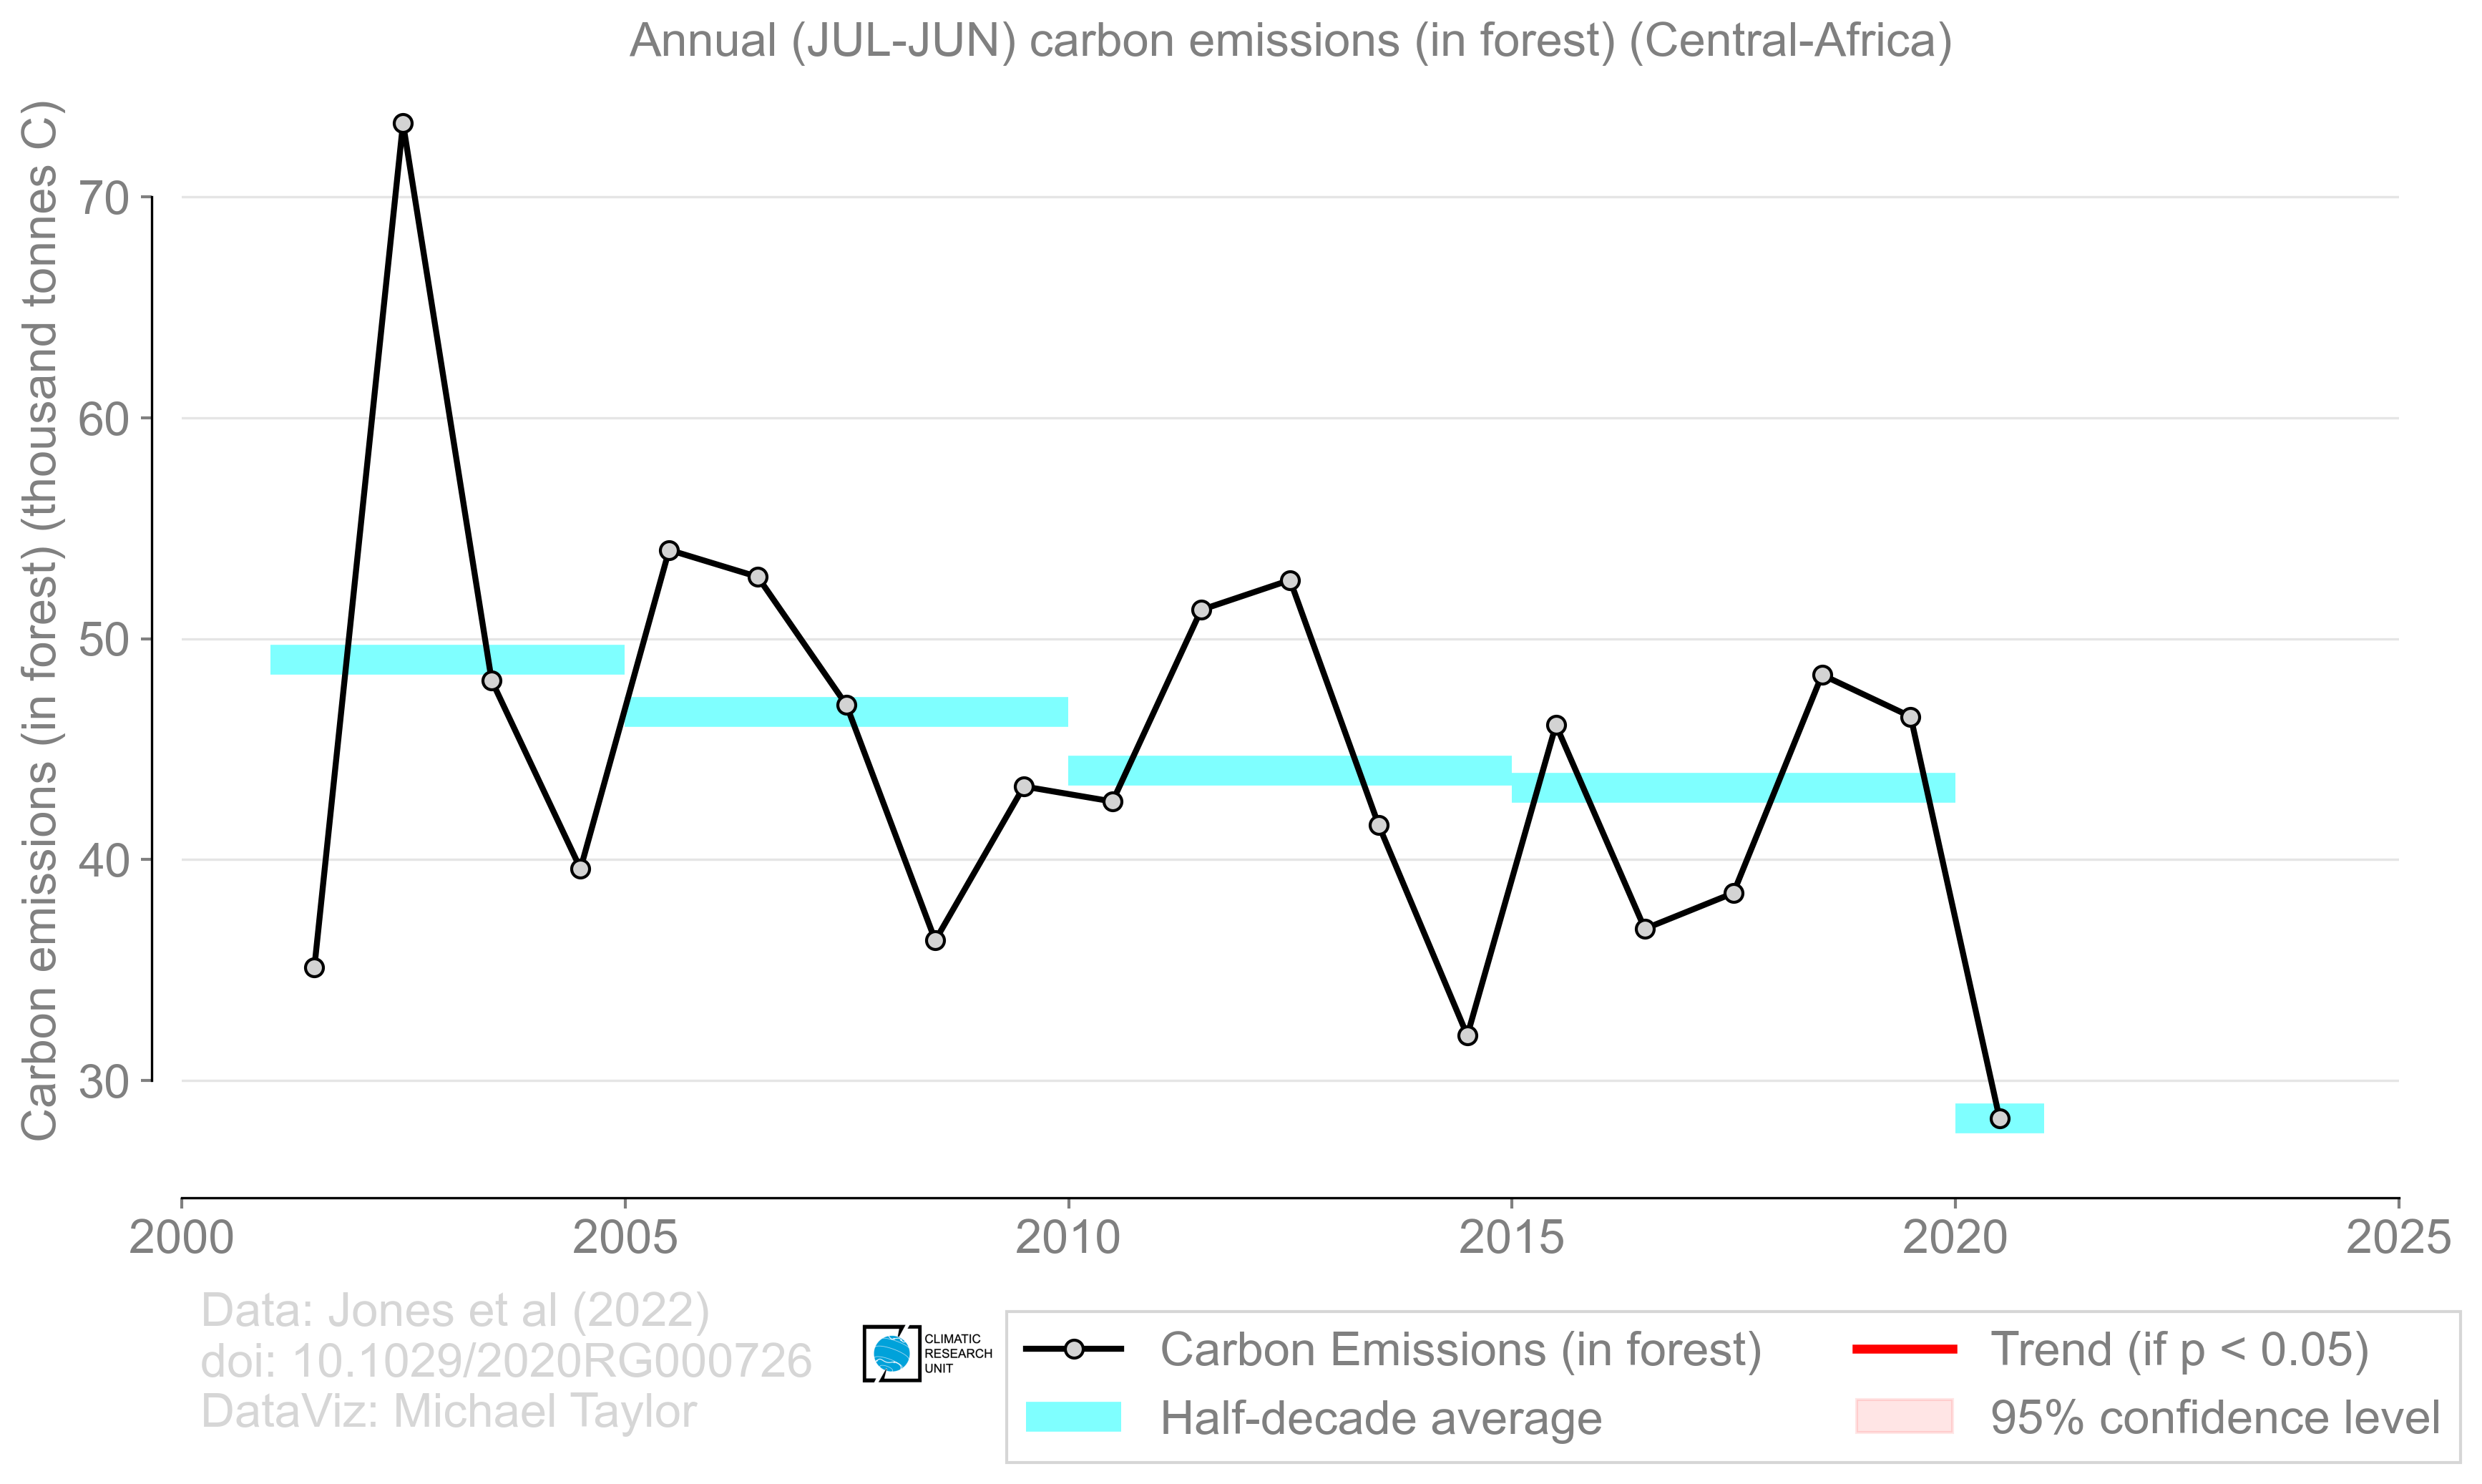 Annual (JUL-JUN) carbon emissions (in forest) (Central-Africa)
Carbon emissions (in forest) (thousand tonnes C)
70
60
50
40
30
2000
2005
2010
2015
2020
2025
Data: Jones et al (2022)
doi: 10.1029/2020RG000726
DataViz: Michael Taylor
CLIMATIC
RESEARCH
UNIT
Carbon Emissions (in forest)
Half-decade average
Trend (if p < 0.05)
95% confidence level